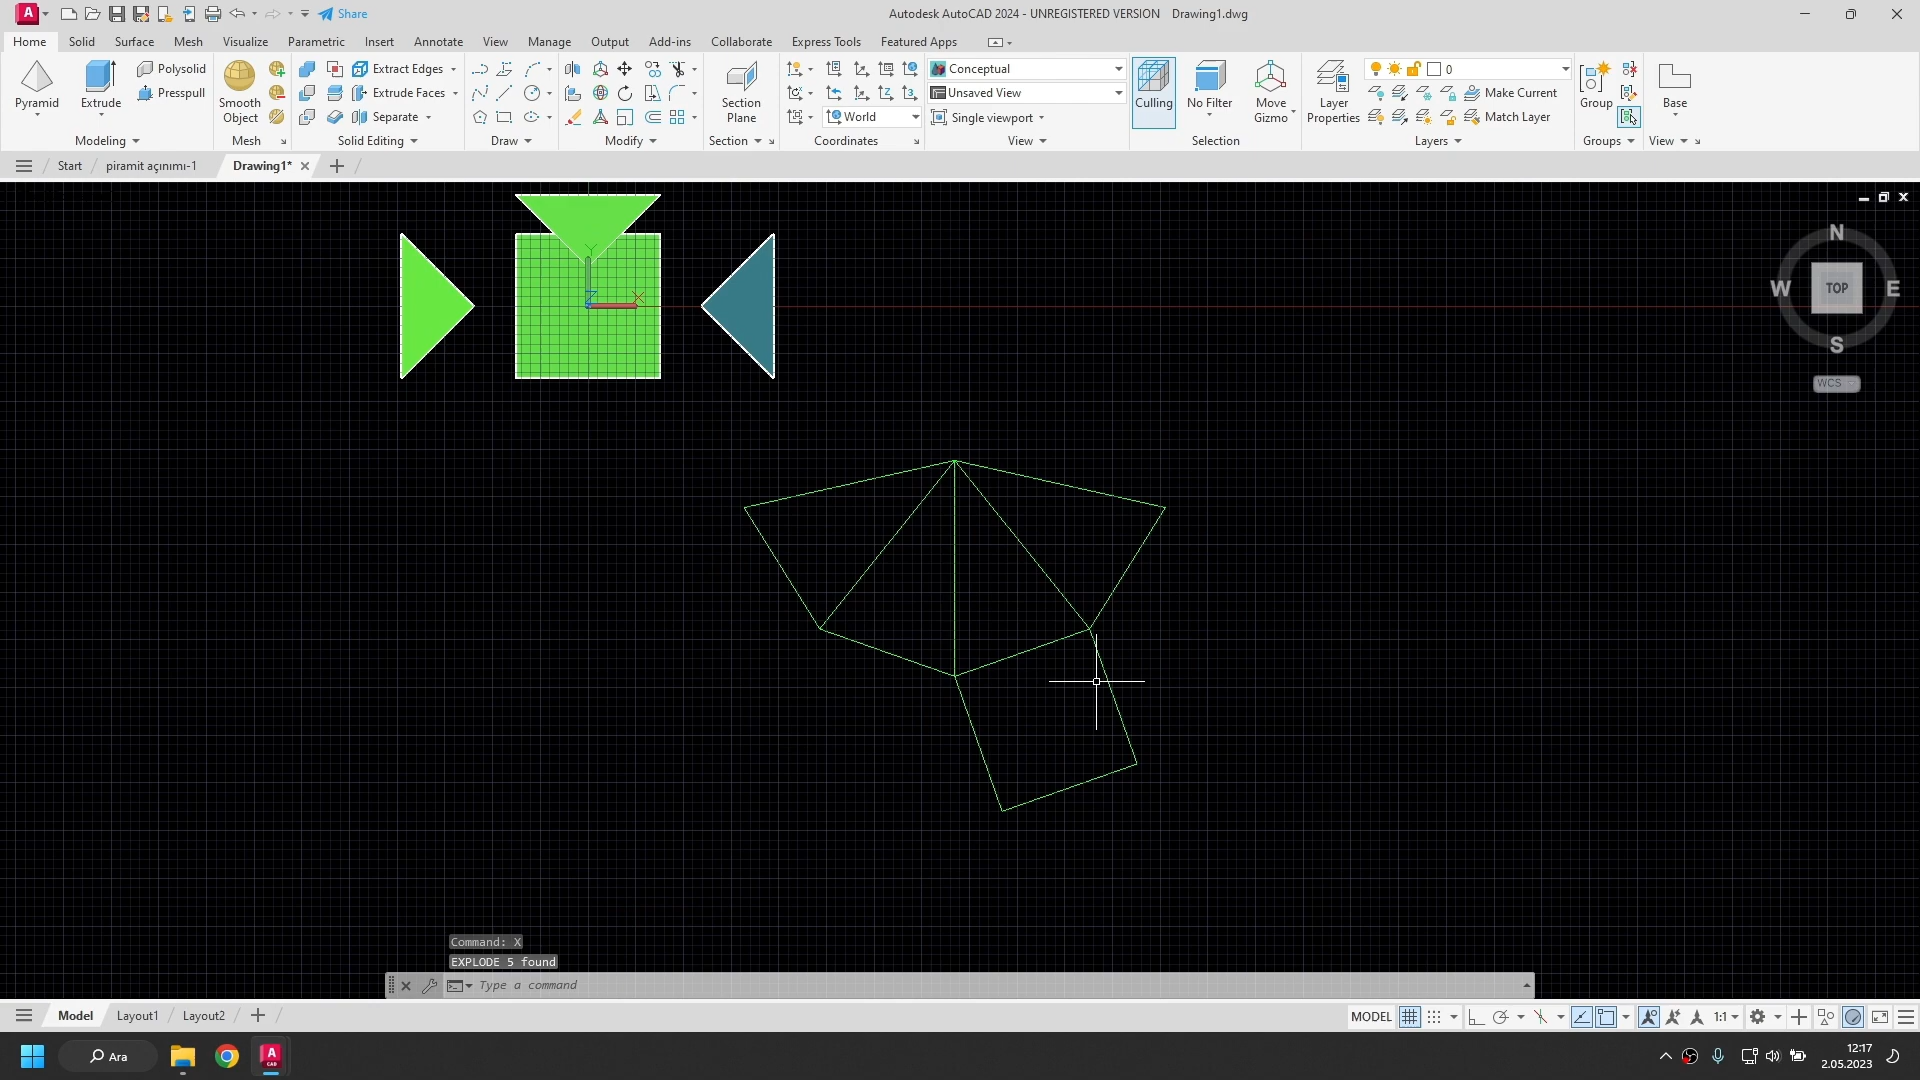 Share
Autodesk AutoCAD 2024 - UNREGISTERED VERSION Drawing1.dwg
Home Solid Surface Mesh Visualize Parametric Insert Annotate View Manage Output Add-ins Collaborate Express Tools Featured Apps
Pyramid
Extrude
Polysolid
Presspull
Modeling
Smooth
Object
Mesh
Extract Edges
Extrude Faces
Separate
Solid Editing
Draw
Modify
Section
Plane
Section
World
Coordinates
Conceptual
Unsaved View
Single viewport
View
Culling
No Filter
Move
Gizmo
Selection
Layer
Properties
0
Make Current
Match Layer
Layers
Group
Groups
Base
View
Start
piramit açınımı-1
Drawing1*
Y
Z
X
N
W
TOP
E
S
WCS
Command: X
EXPLODE 5 found
Type a command
Model Layout1 Layout2
MODEL
1:1
Ara
A
CAD
12:17
2.05.2023